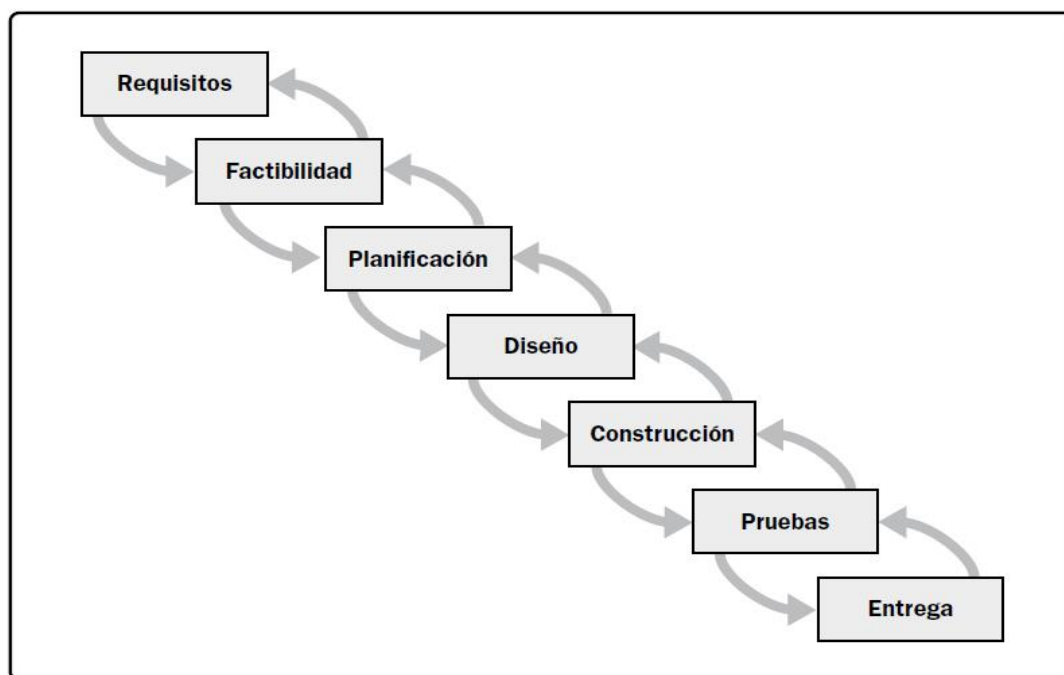 Requisitos
Factibilidad
Planificación
Diseño
Construcción
Pruebas
Entrega